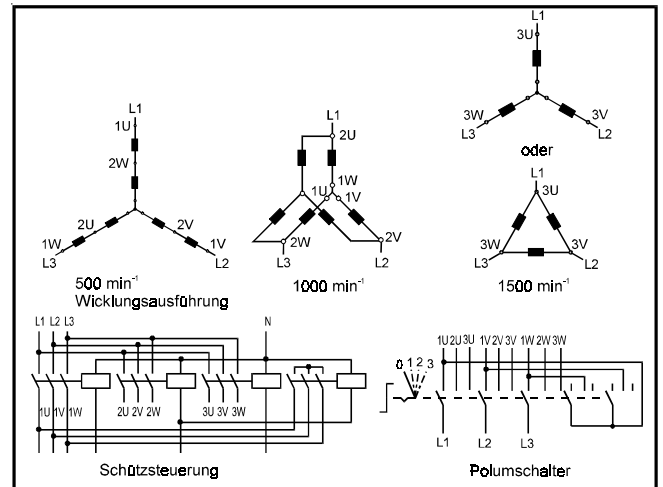 L1
3U
3W
3V
L3
L2
oder
L1
1U
2W
2U
2V
1W
1V
L3
L2
500 min⁻¹
Wicklungsausführung
L1
2U
1W
1U
1V
2W
2V
L3
L2
1000 min⁻¹
L1
3U
3W
3V
L3
L2
1500 min⁻¹
L1 L2 L3
N
1U 1V 1W
2U 2V 2W
3U 3V 3W
Schützsteuerung
1U 2U 3U 1V 2V 3V 1W 2W 3W
0 1 2 3
L1
L2
L3
Polumschalter